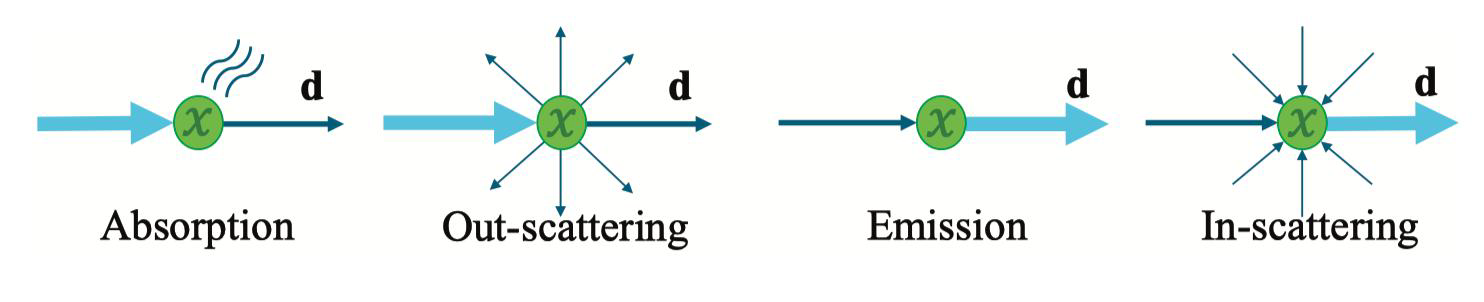 x d x d x d x d
Absorption Out-scattering Emission In-scattering